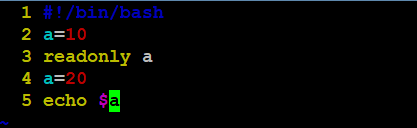 1 #!/bin/bash
2 a=10
3 readonly a
4 a=20
5 echo $a
~